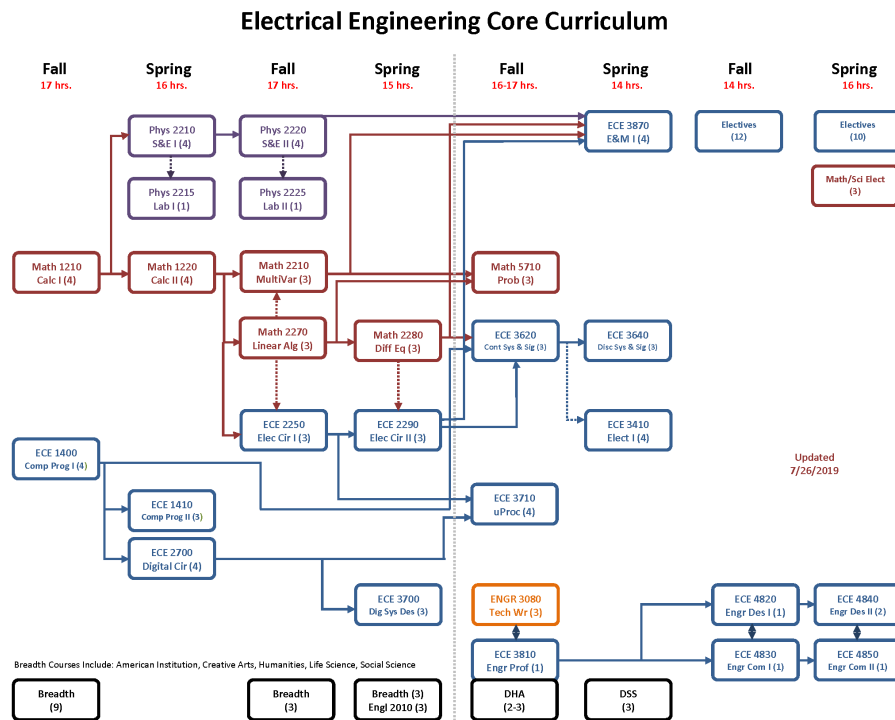 Electrical Engineering Core Curriculum
Fall
17 hrs.
Spring
16 hrs.
Fall
17 hrs.
Spring
15 hrs.
Fall
16-17 hrs.
Spring
14 hrs.
Fall
14 hrs.
Spring
16 hrs.
Phys 2210
S&E I (4)
Phys 2220
S&E II (4)
ECE 3870
E&M I (4)
Electives
(12)
Electives
(10)
Phys 2215
Lab I (1)
Phys 2225
Lab II (1)
Math/Sci Elect
(3)
Math 1210
Calc I (4)
Math 1220
Calc II (4)
Math 2210
MultiVar (3)
Math 5710
Prob (3)
Math 2270
Linear Alg (3)
Math 2280
Diff Eq (3)
ECE 3620
Cont Sys & Sig (3)
ECE 3640
Disc Sys & Sig (3)
ECE 2250
Elec Cir I (3)
ECE 2290
Elec Cir II (3)
ECE 3410
Elect I (4)
ECE 1400
Comp Prog I (4)
Updated
7/26/2019
ECE 1410
Comp Prog II (3)
ECE 3710
uProc (4)
ECE 2700
Digital Cir (4)
ECE 3700
Dig Sys Des (3)
ENGR 3080
Tech Wr (3)
ECE 4820
Engr Des I (1)
ECE 4840
Engr Des II (2)
ECE 3810
Engr Prof (1)
ECE 4830
Engr Com I (1)
ECE 4850
Engr Com II (1)
Breadth Courses Include: American Institution, Creative Arts, Humanities, Life Science, Social Science
Breadth
(9)
Breadth
(3)
Breadth (3)
Engl 2010 (3)
DHA
(2-3)
DSS
(3)